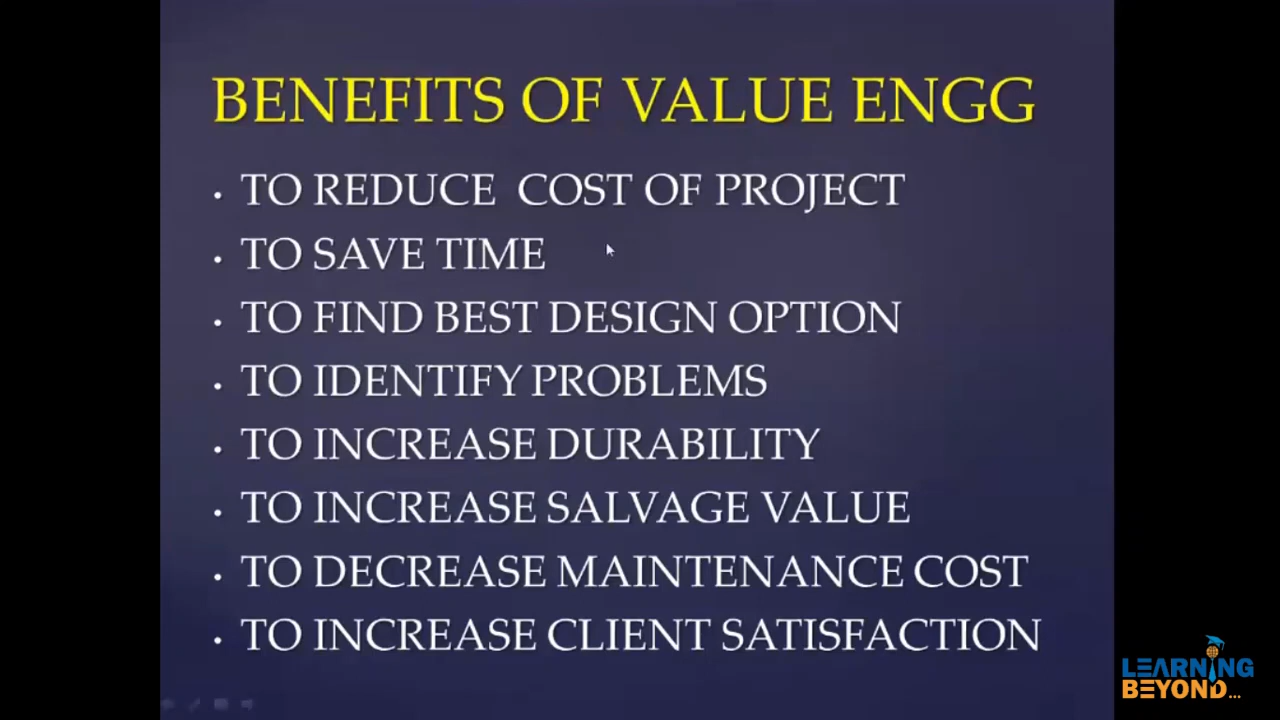 BENEFITS OF VALUE ENGG
• TO REDUCE COST OF PROJECT
• TO SAVE TIME
• TO FIND BEST DESIGN OPTION
• TO IDENTIFY PROBLEMS
• TO INCREASE DURABILITY
• TO INCREASE SALVAGE VALUE
• TO DECREASE MAINTENANCE COST
• TO INCREASE CLIENT SATISFACTION
LEARNING
BEYOND...